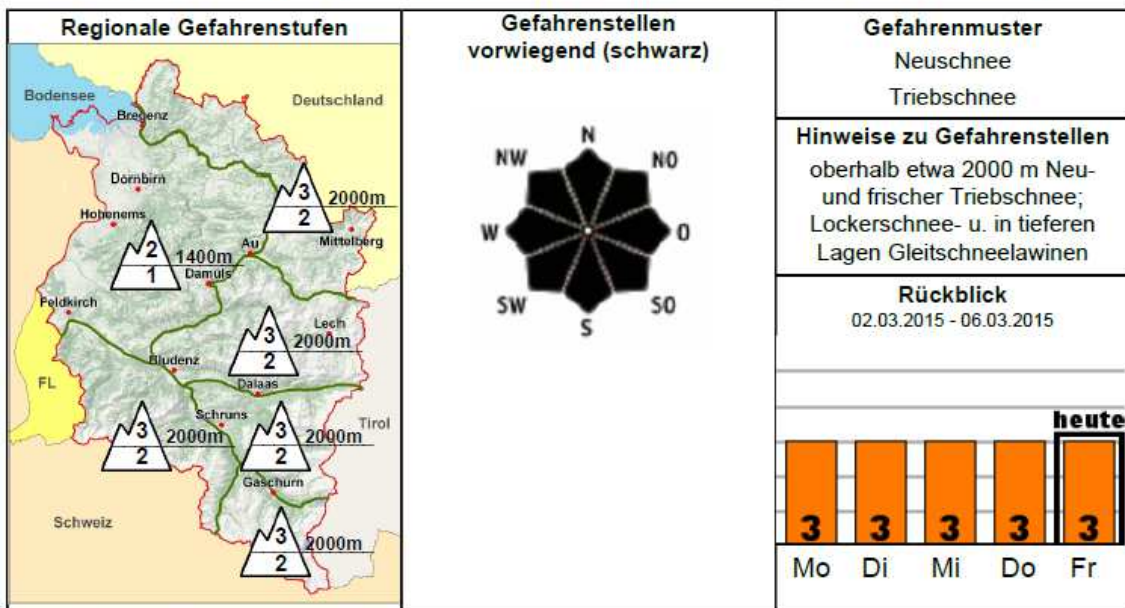 Regionale Gefahrenstufen
Bodensee
Deutschland
Bregenz
Dornbirn
3
2000m
2
Hohenems
Mittelberg
Au
2
1400m
1
Damüls
Feldkirch
Lech
3
2000m
2
Bludenz
FL
Dalaas
Tirol
Schruns
3
2000m
2
3
2000m
2
Gaschurn
Schweiz
3
2000m
2
Gefahrenstellen
vorwiegend (schwarz)
N
NW
NO
W
O
SW
SO
S
Gefahrenmuster
Neuschnee
Triebschnee
Hinweise zu Gefahrenstellen
oberhalb etwa 2000 m Neu-
und frischer Triebschnee;
Lockerschnee- u. in tieferen
Lagen Gleitschneelawinen
Rückblick
02.03.2015 - 06.03.2015
heute
3 3 3 3 3
Mo Di Mi Do Fr